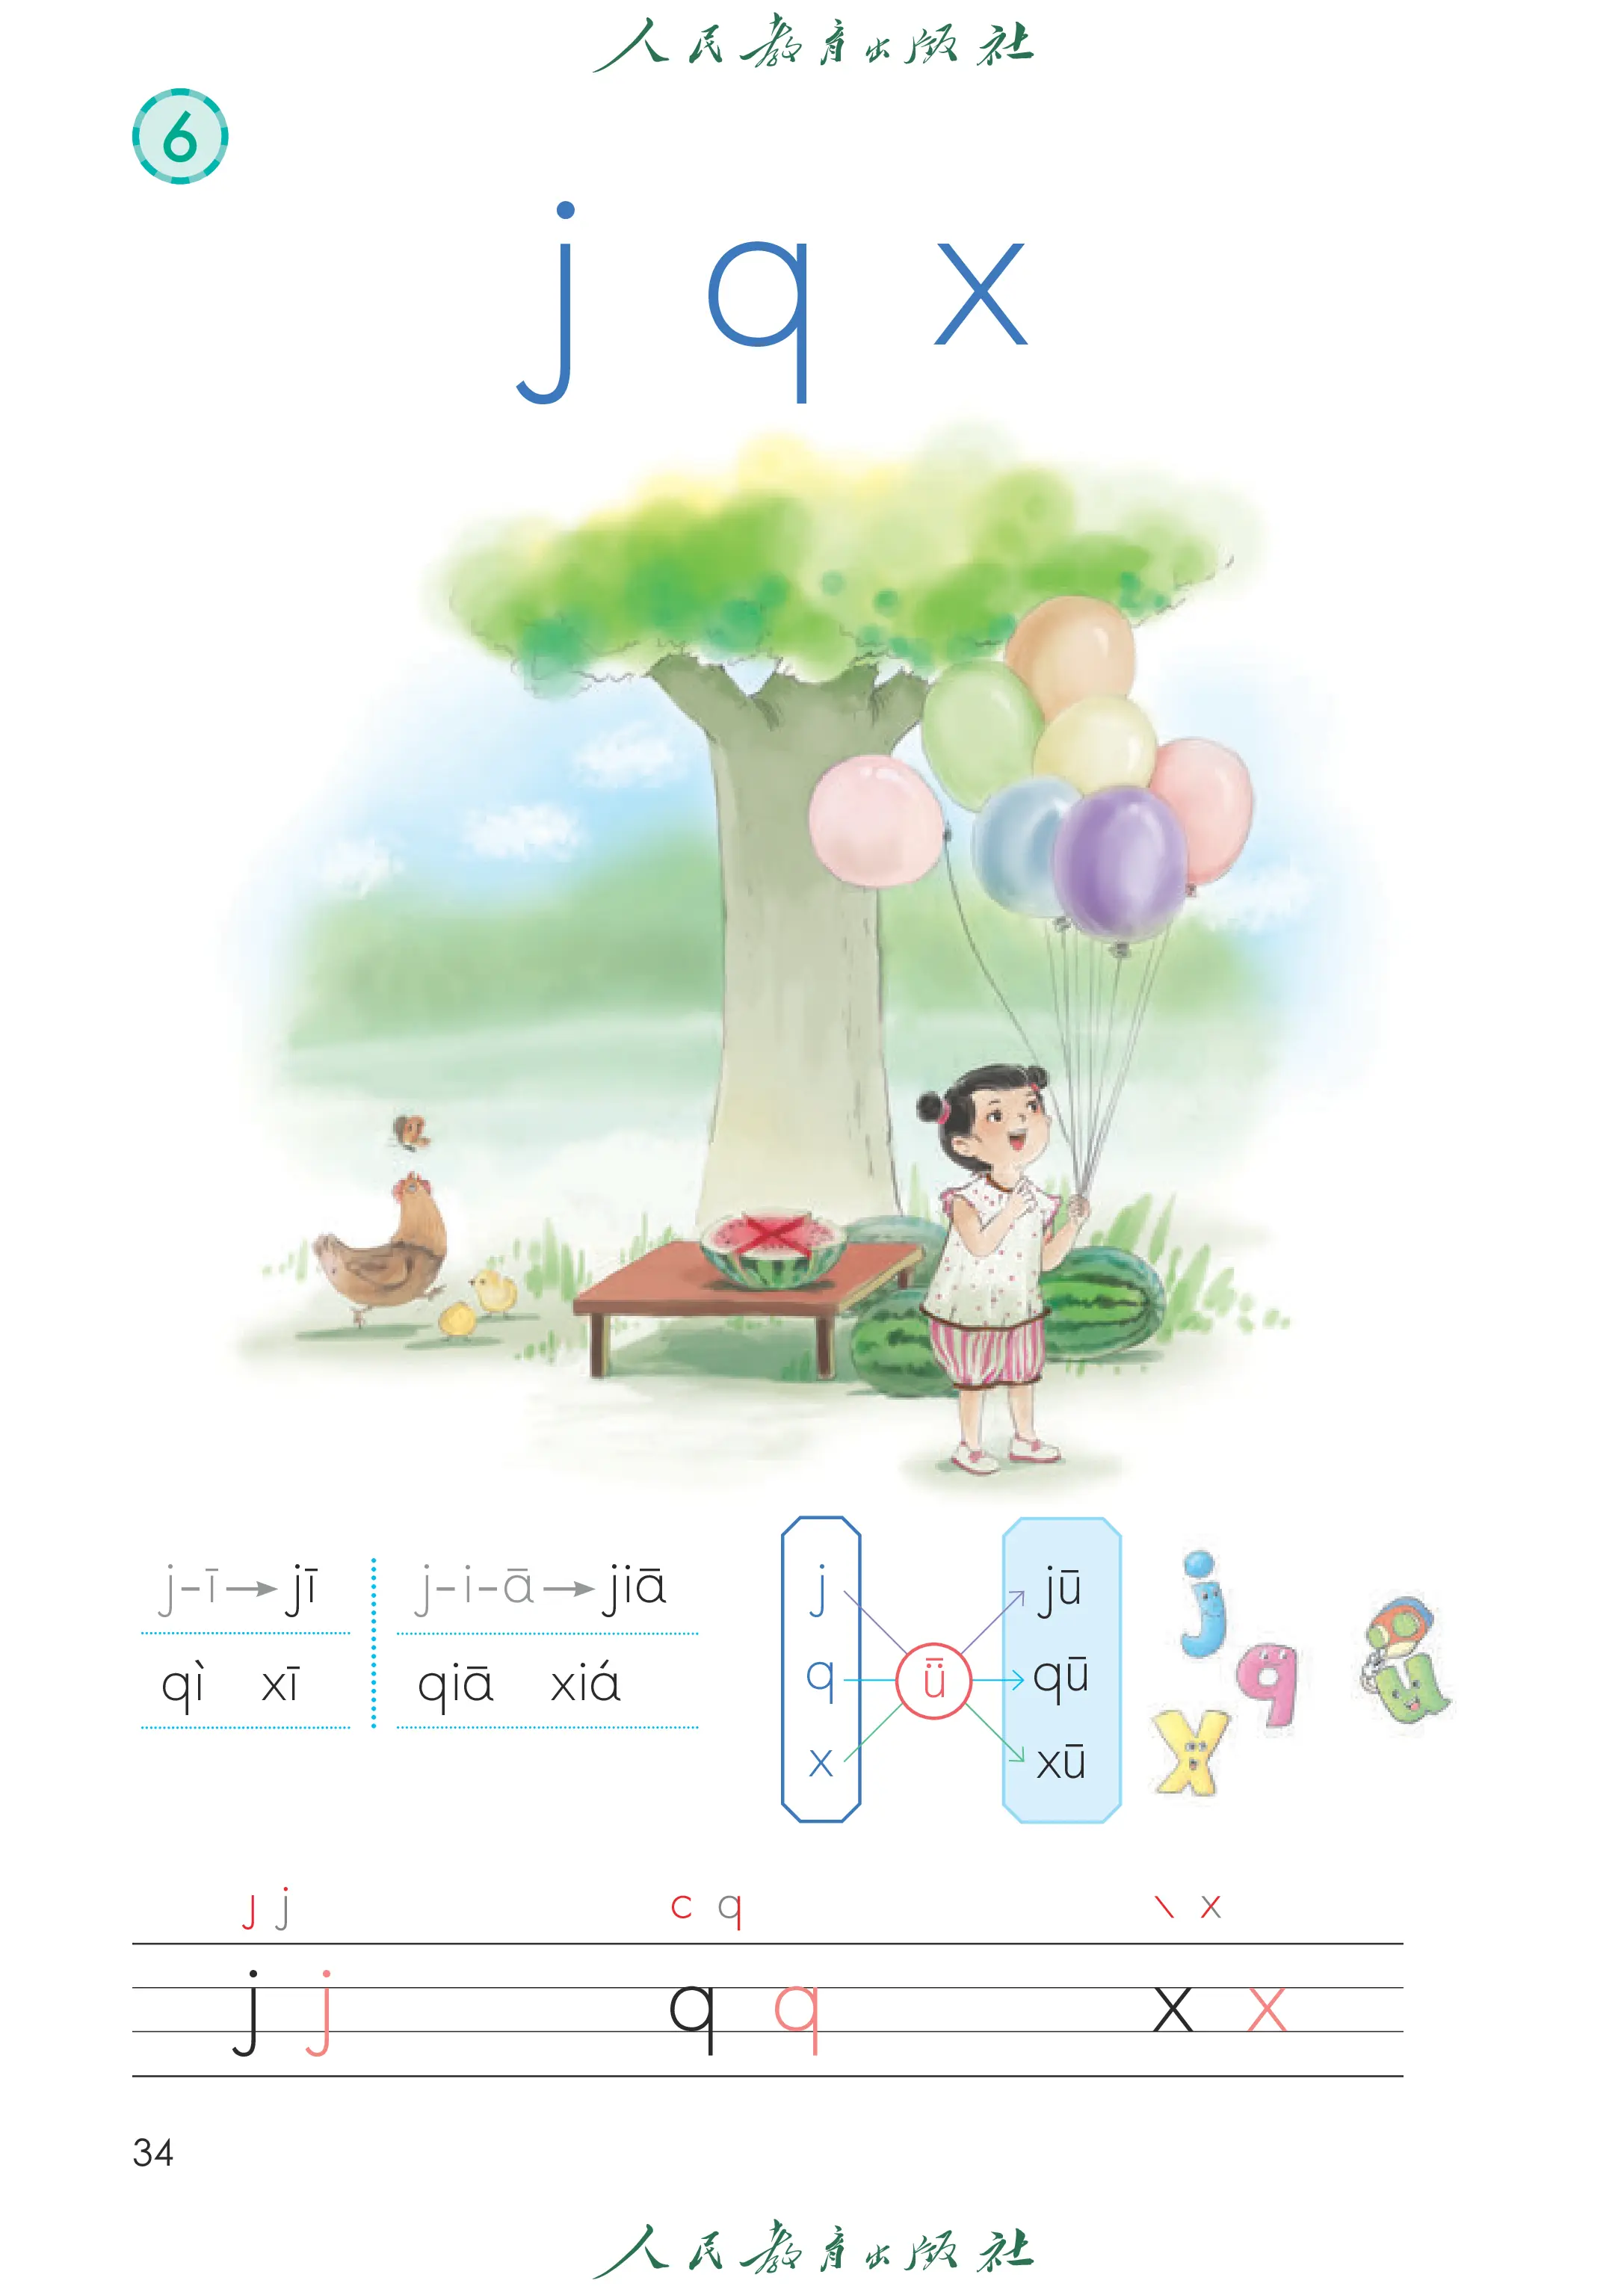 人民教育出版社
6
j q x
j-ī→jī
j-i-ā→jiā
qì xī
qiā xiá
j
q
x
ǖ
jū
qū
xū
j
q
x
ü
ȷ j
c q
\ x
j j
q q
x x
34
人民教育出版社